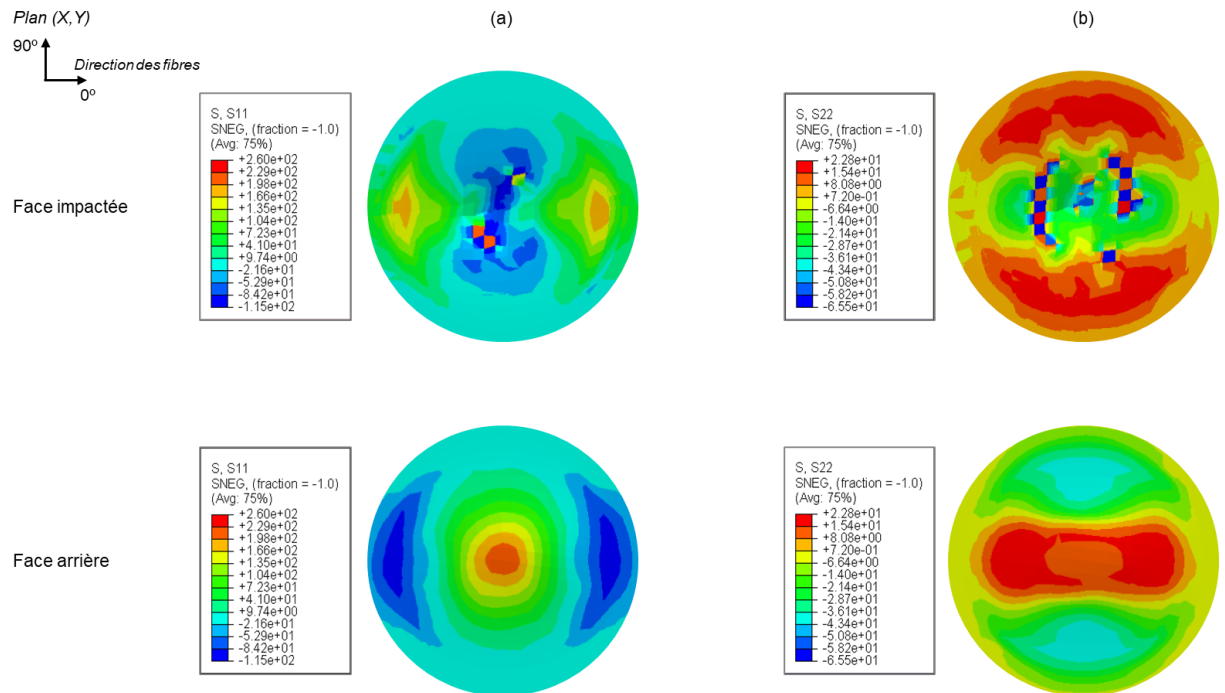 Plan (X,Y)
(a)
(b)
90º
Direction des fibres
0º
S, S11
SNEG, (fraction = -1.0)
(Avg: 75%)
+2.60e+02
+2.29e+02
+1.98e+02
+1.66e+02
+1.35e+02
+1.04e+02
+7.23e+01
+4.10e+01
+9.74e+00
-2.16e+01
-5.29e+01
-8.42e+01
-1.15e+02
S, S22
SNEG, (fraction = -1.0)
(Avg: 75%)
+2.28e+01
+1.54e+01
+8.08e+00
+7.20e-01
-6.64e+00
-1.40e+01
-2.14e+01
-2.87e+01
-3.61e+01
-4.34e+01
-5.08e+01
-5.82e+01
-6.55e+01
Face impactée
S, S11
SNEG, (fraction = -1.0)
(Avg: 75%)
+2.60e+02
+2.29e+02
+1.98e+02
+1.66e+02
+1.35e+02
+1.04e+02
+7.23e+01
+4.10e+01
+9.74e+00
-2.16e+01
-5.29e+01
-8.42e+01
-1.15e+02
S, S22
SNEG, (fraction = -1.0)
(Avg: 75%)
+2.28e+01
+1.54e+01
+8.08e+00
+7.20e-01
-6.64e+00
-1.40e+01
-2.14e+01
-2.87e+01
-3.61e+01
-4.34e+01
-5.08e+01
-5.82e+01
-6.55e+01
Face arrière